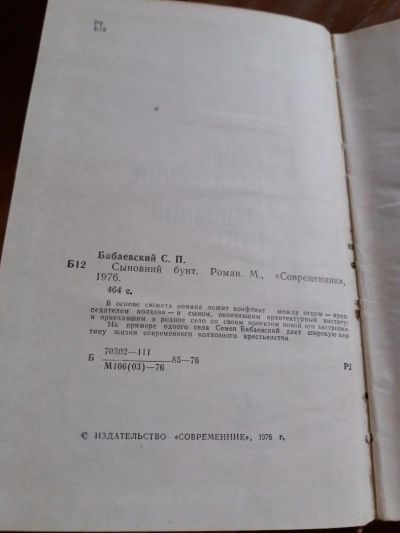 Р2
Б12
Бабаевский С. П.
Б12 Сыновний бунт. Роман. М., «Современник»,
1976.
464 с.
В основе сюжета романа лежит конфликт между отцом—пред-
седателем колхоза—и сыном, окончившим архитектурный институт
и приехавшим в родное село со своим проектом новой его застройки.
На примере одного села Семен Бабаевский дает широкую кар-
тину жизни современного колхозного крестьянства.
70302—111
Б 85—76 Р2
М106(03)—76
© ИЗДАТЕЛЬСТВО «СОВРЕМЕННИК», 1976 г.